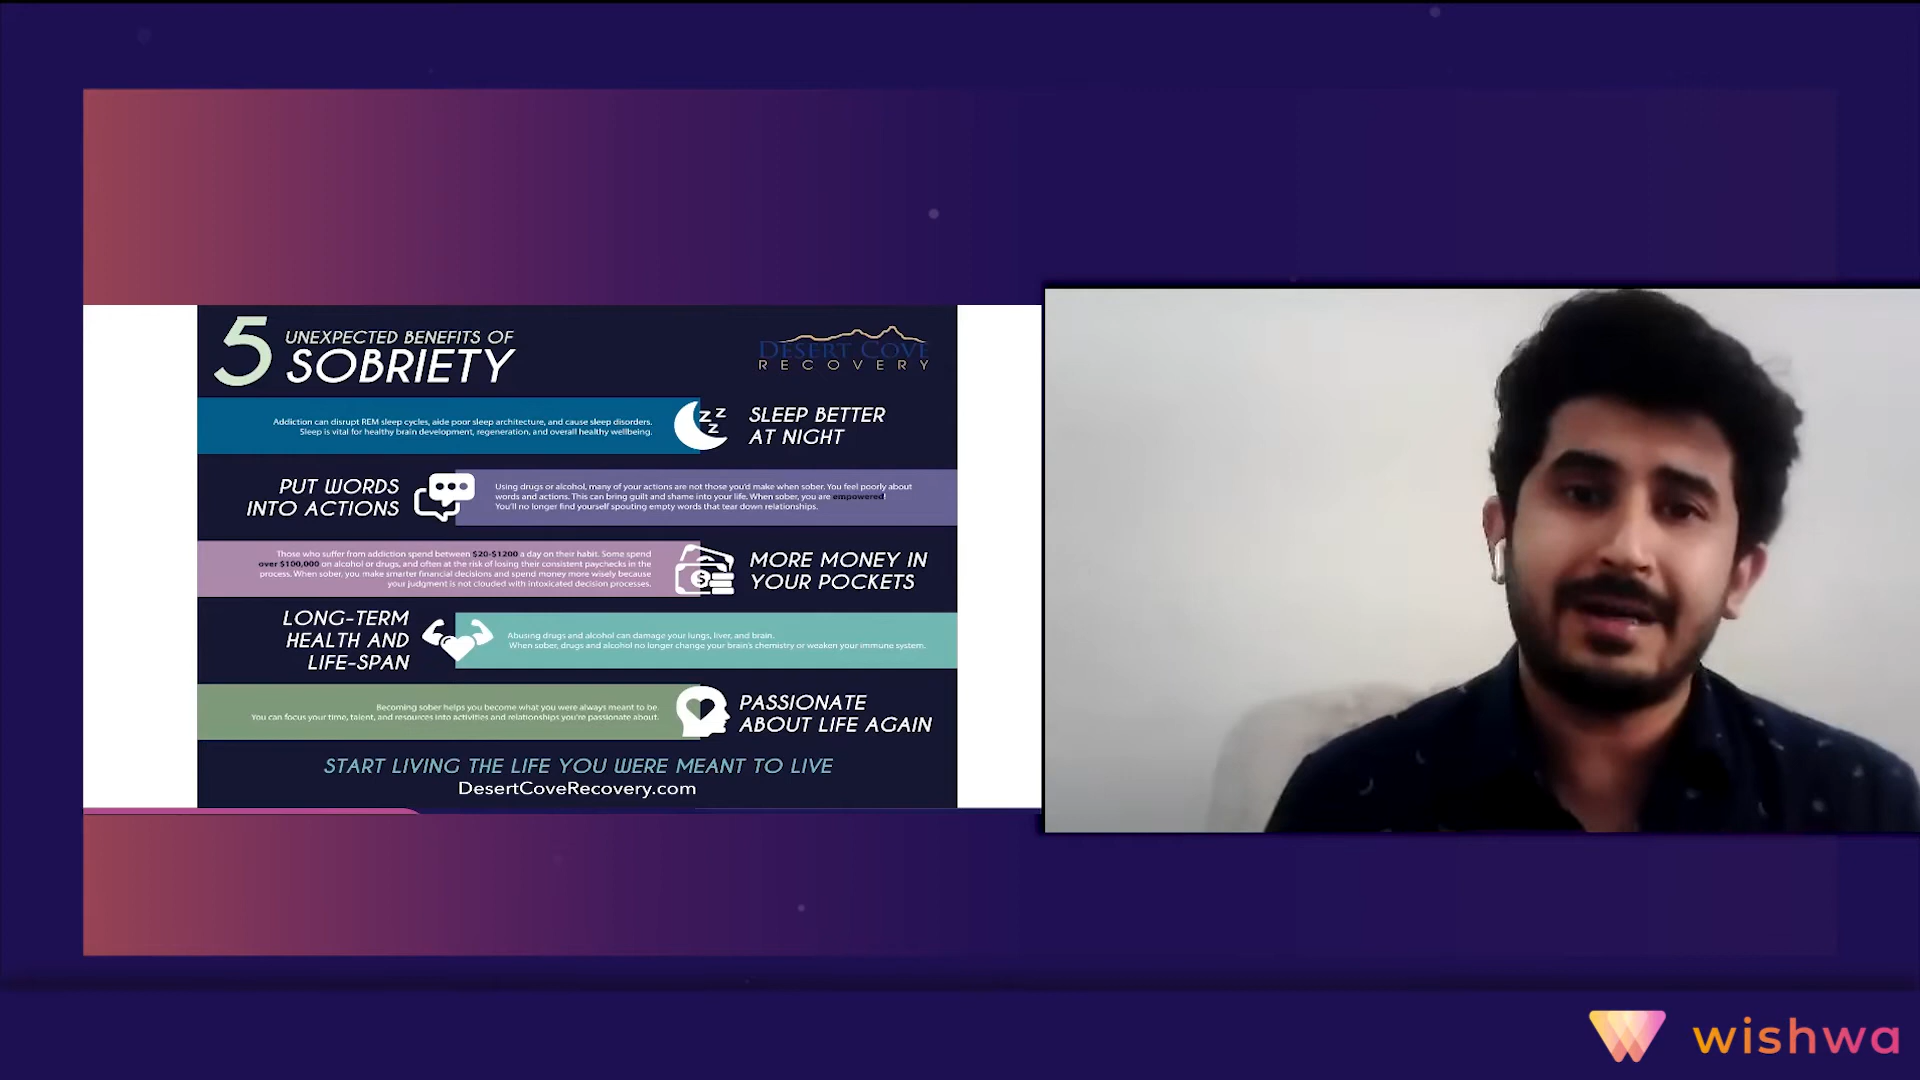 5 UNEXPECTED BENEFITS OF
SOBRIETY
DESERT COVE
RECOVERY
Addiction can disrupt REM sleep cycles, aide poor sleep architecture, and cause sleep disorders.
Sleep is vital for healthy brain development, regeneration, and overall healthy wellbeing.
Z Z
Z
SLEEP BETTER
AT NIGHT
PUT WORDS
INTO ACTIONS
Using drugs or alcohol, many of your actions are not those you'd make when sober. You feel poorly about
words and actions. This can bring guilt and shame into your life. When sober, you are empowered!
You'll no longer find yourself spouting empty words that tear down relationships.
Those who suffer from addiction spend between $20-$1200 a day on their habit. Some spend
over $100,000 on alcohol or drugs, and often at the risk of losing their consistent paychecks in the
process. When sober, you make smarter financial decisions and spend money more wisely because
your judgment is not clouded with intoxicated decision processes.
$
MORE MONEY IN
YOUR POCKETS
LONG-TERM
HEALTH AND
LIFE-SPAN
Abusing drugs and alcohol can damage your lungs, liver, and brain.
When sober, drugs and alcohol no longer change your brain's chemistry or weaken your immune system.
Becoming sober helps you become what you were always meant to be.
You can focus your time, talent, and resources into activities and relationships you're passionate about.
PASSIONATE
ABOUT LIFE AGAIN
START LIVING THE LIFE YOU WERE MEANT TO LIVE
DesertCoveRecovery.com
wishwa